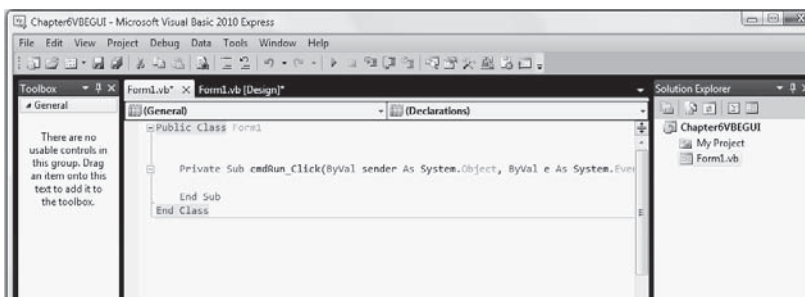 Chapter6VBEGUI - Microsoft Visual Basic 2010 Express
File Edit View Project Debug Data Tools Window Help
Toolbox
Form1.vb* Form1.vb [Design]*
Solution Explorer
General
(General)
(Declarations)
There are no
usable controls in
this group. Drag
an item onto this
text to add it to
the toolbox.
Public Class Form1
Private Sub cmdRun_Click(ByVal sender As System.Object, ByVal e As System.Even
End Sub
End Class
Chapter6VBEGUI
My Project
Form1.vb